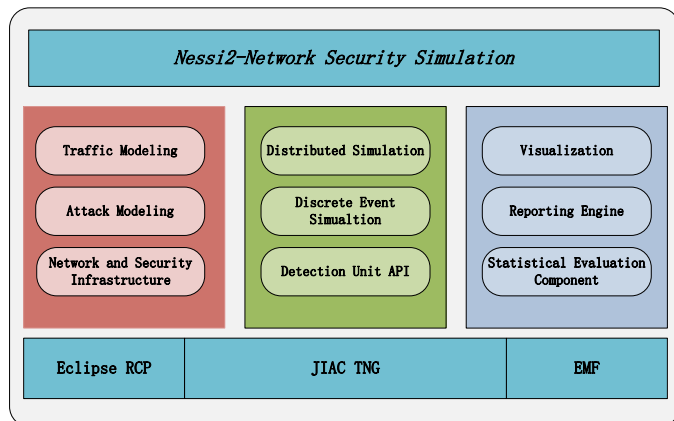 Nessi2-Network Security Simulation
Traffic Modeling
Attack Modeling
Network and Security
Infrastructure
Distributed Simulation
Discrete Event
Simualtion
Detection Unit API
Visualization
Reporting Engine
Statistical Evaluation
Component
Eclipse RCP
JIAC TNG
EMF